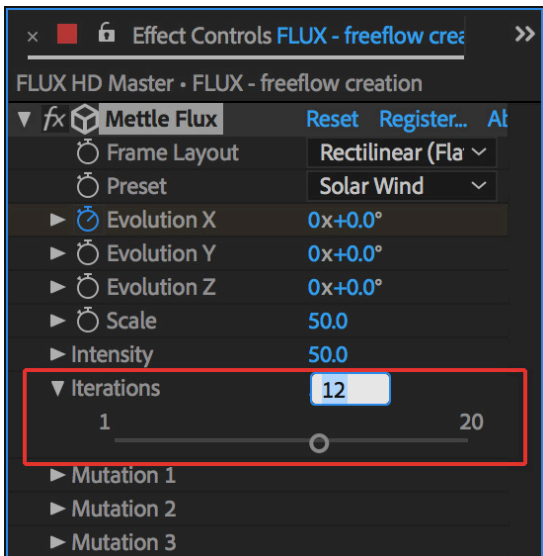 × Effect Controls FLUX - freeflow crea »
FLUX HD Master • FLUX - freeflow creation
fx Mettle Flux Reset Register... Ab
Frame Layout Rectilinear (Fla
Preset Solar Wind
Evolution X 0x+0.0°
Evolution Y 0x+0.0°
Evolution Z 0x+0.0°
Scale 50.0
Intensity 50.0
Iterations 12
1 20
Mutation 1
Mutation 2
Mutation 3